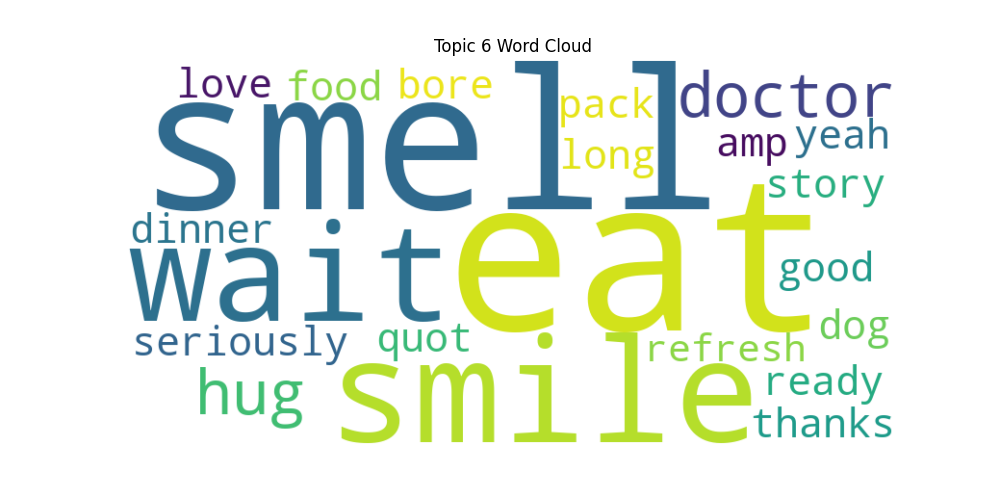 Topic 6 Word Cloud
love food bore pack doctor
smell long amp yeah
story
dinner wait eat good
seriously quot refresh dog
hug smile ready
thanks